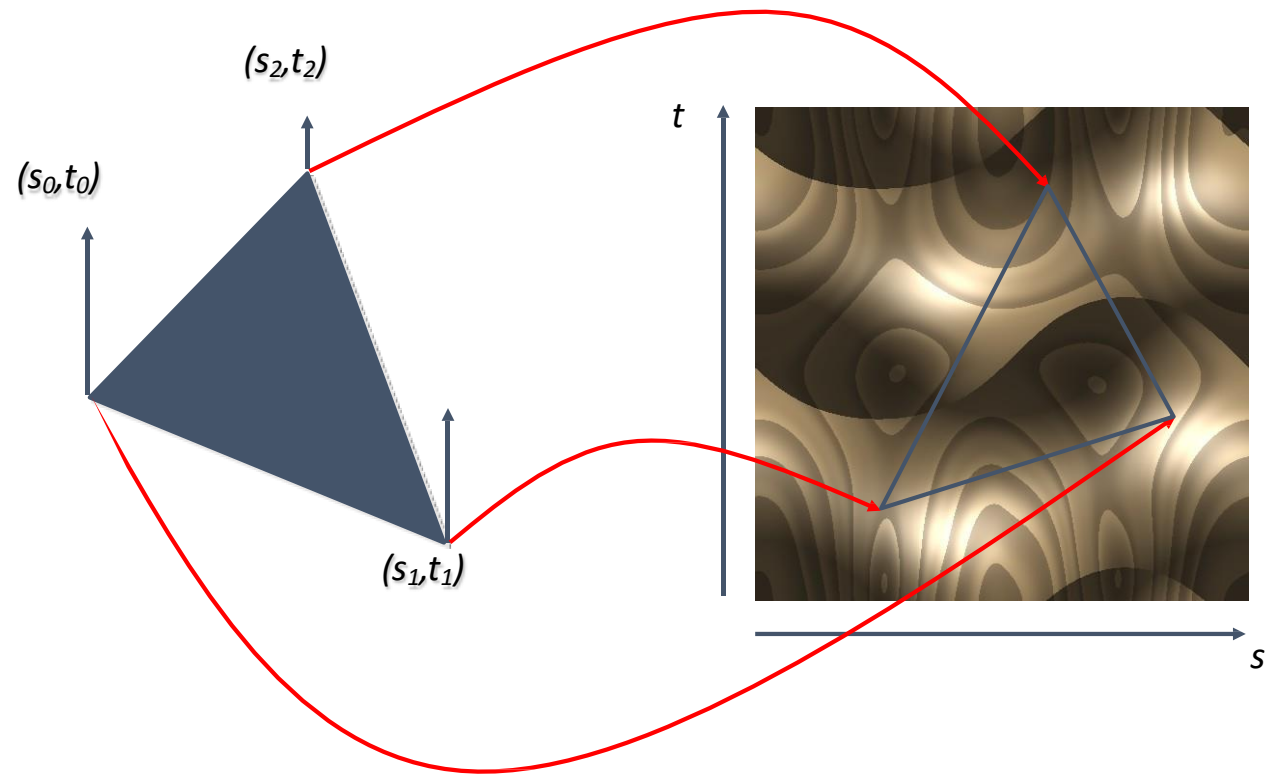 (s₂,t₂)
t
(s₀,t₀)
(s₁,t₁)
s